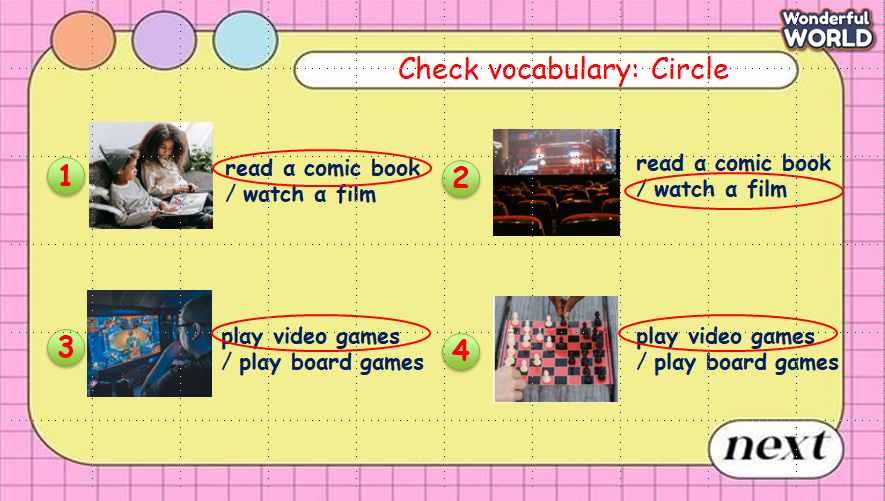 Wonderful
WORLD
Check vocabulary: Circle
1
read a comic book
/ watch a film
2
read a comic book
/ watch a film
3
play video games
/ play board games
4
play video games
/ play board games
next